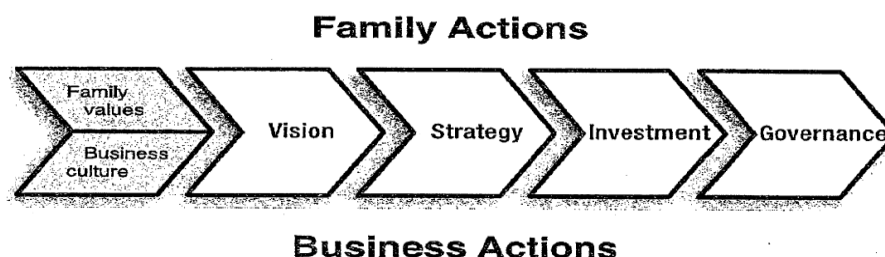 Family Actions
Family
values
Business
culture
Vision
Strategy
Investment
Governance
Business Actions